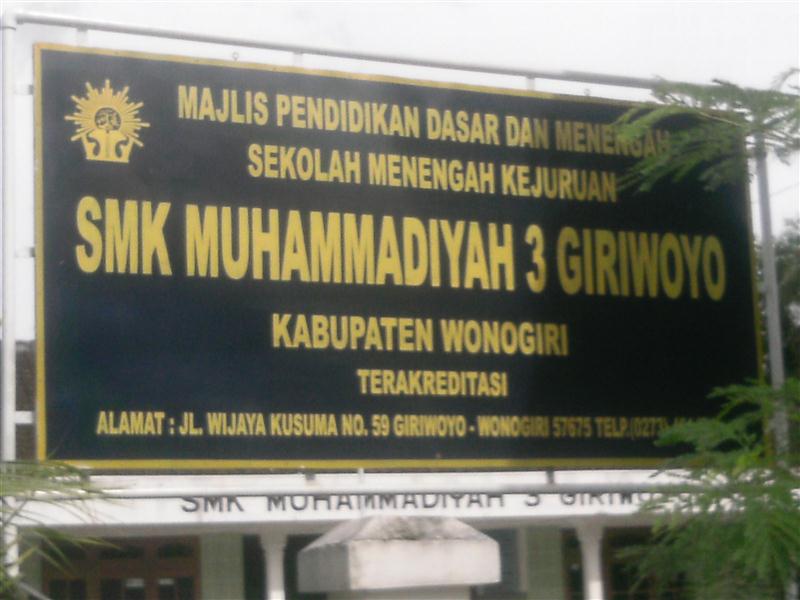 MAJLIS PENDIDIKAN DASAR DAN MENENGAH
SEKOLAH MENENGAH KEJURUAN
SMK MUHAMMADIYAH 3 GIRIWOYO
KABUPATEN WONOGIRI
TERAKREDITASI
ALAMAT : JL. WIJAYA KUSUMA NO. 59 GIRIWOYO - WONOGIRI 57675 TELP.(0273)
SMK MUHAMMADIYAH 3 GIRIWOYO